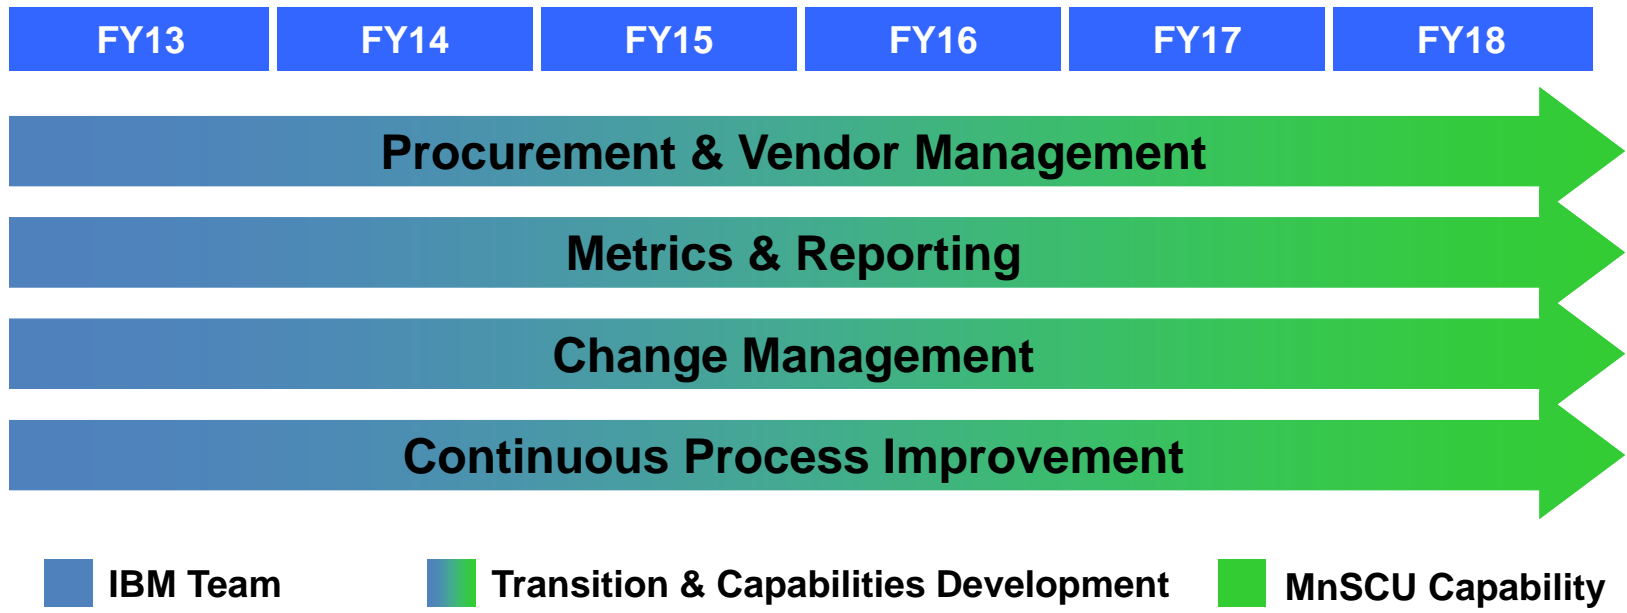 FY13 FY14 FY15 FY16 FY17 FY18
Procurement & Vendor Management
Metrics & Reporting
Change Management
Continuous Process Improvement
IBM Team Transition & Capabilities Development MnSCU Capability